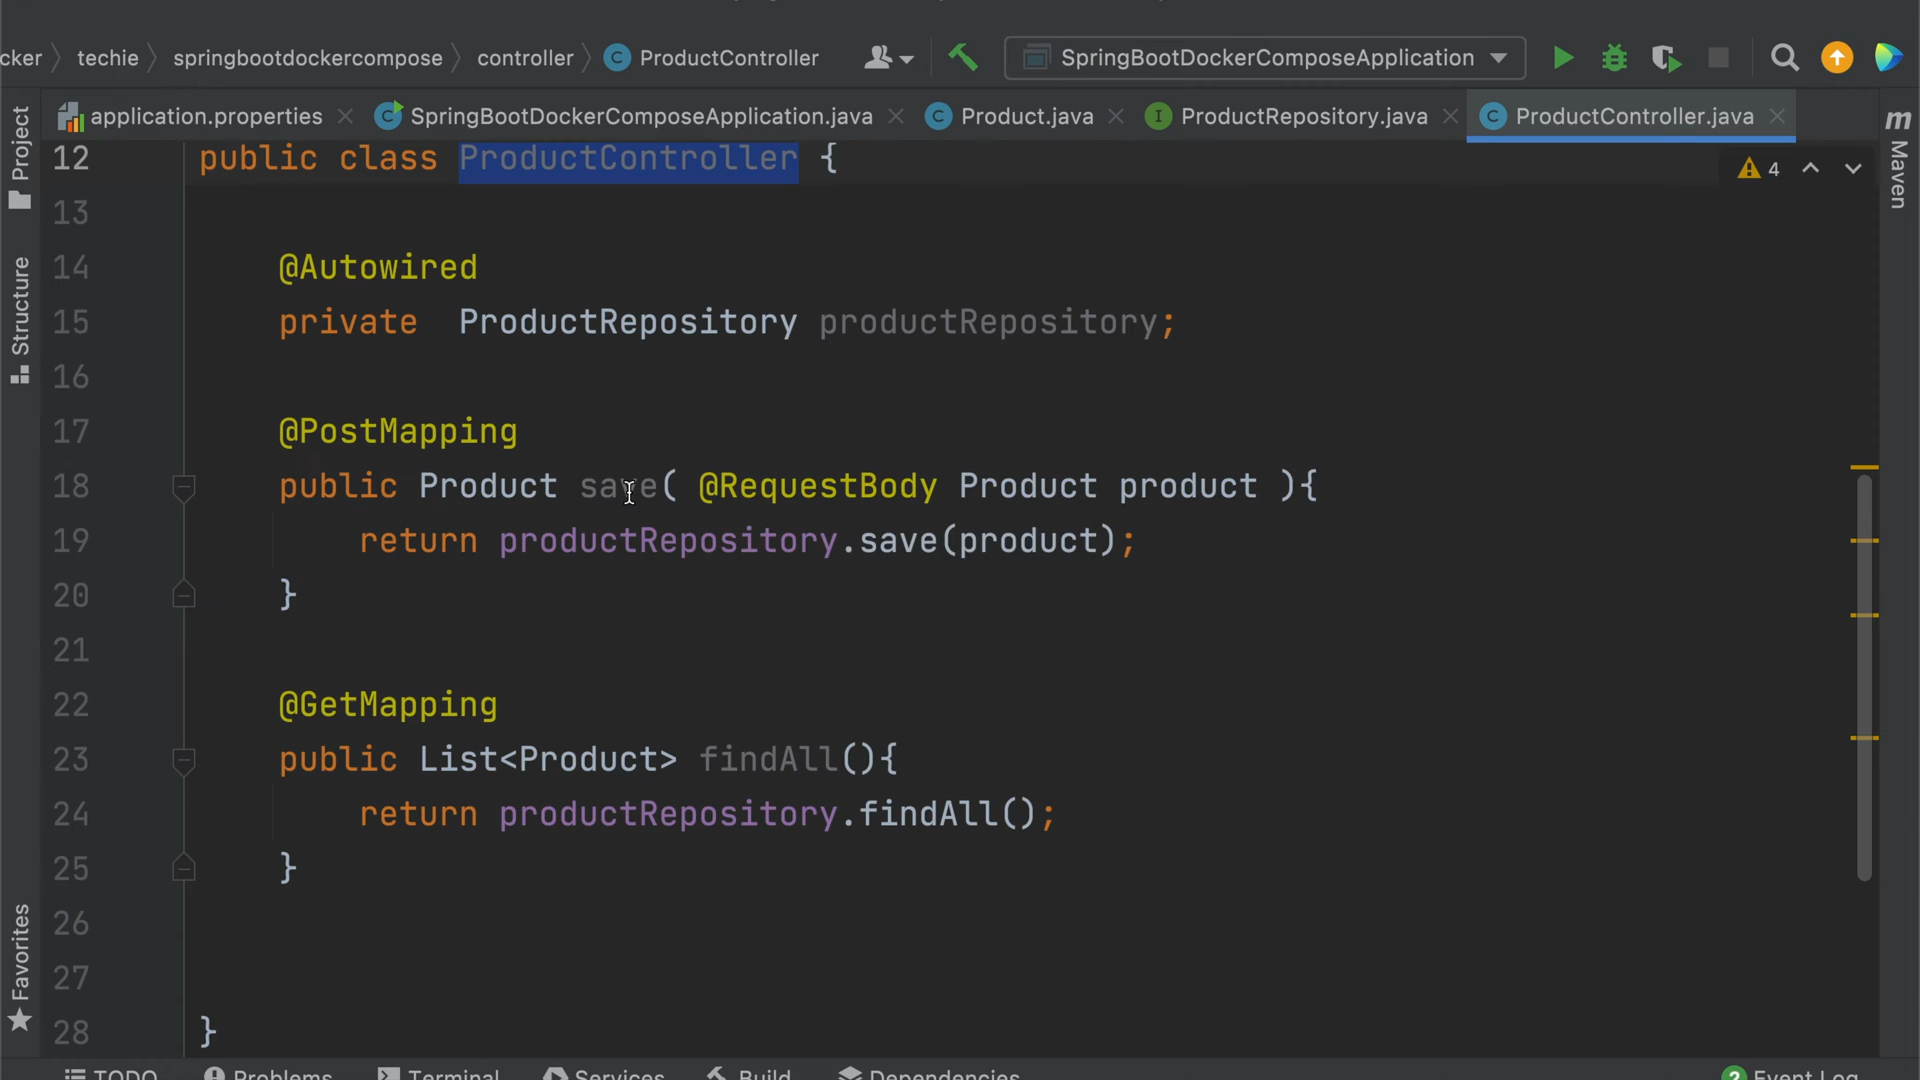 cker techie springbootdockercompose controller ProductController SpringBootDockerComposeApplication
application.properties SpringBootDockerComposeApplication.java Product.java ProductRepository.java ProductController.java
Project
Structure
Favorites
m Maven
4
12 public class ProductController {
13
14 @Autowired
15 private  ProductRepository productRepository;
16
17 @PostMapping
18 public Product save( @RequestBody Product product ){
19 return productRepository.save(product);
20 }
21
22 @GetMapping
23 public List<Product> findAll(){
24 return productRepository.findAll();
25 }
26
27
28 }
TODO Problems Terminal Services Build Dependencies 2 Event Log